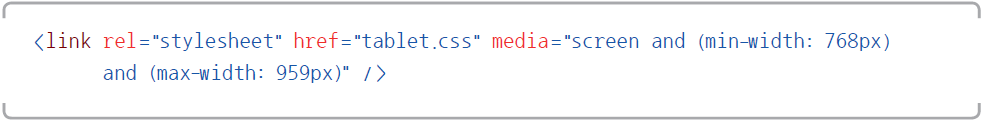 <link rel="stylesheet" href="tablet.css" media="screen and (min-width: 768px)
and (max-width: 959px)" />